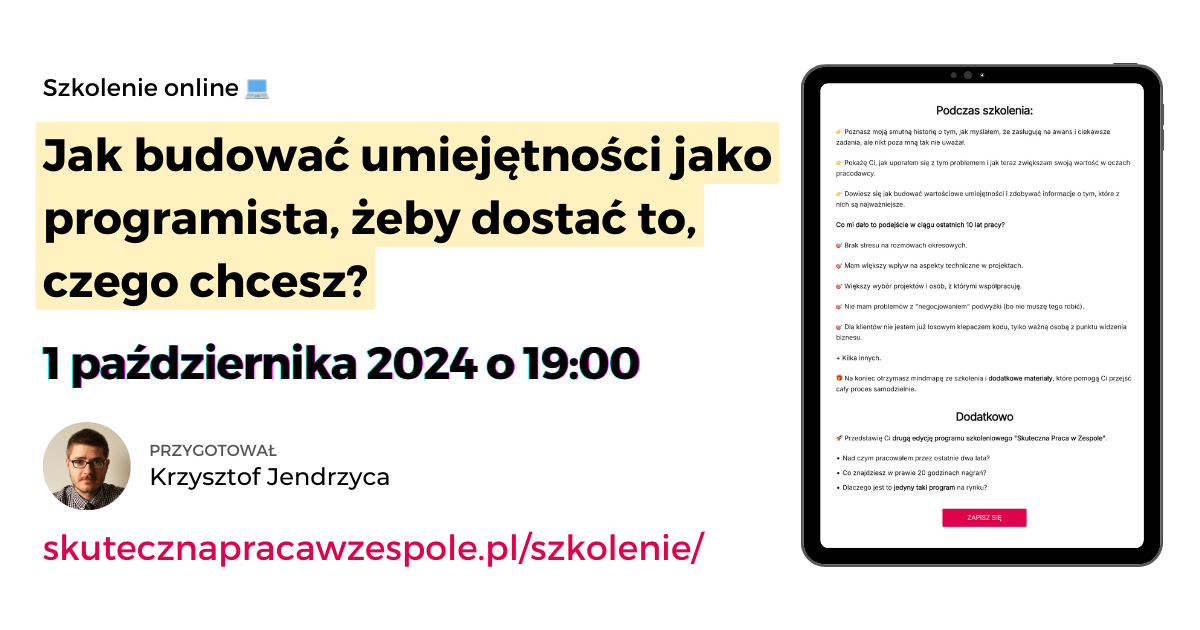 Szkolenie online 💻
Jak budować umiejętności jako
programista, żeby dostać to,
czego chcesz?
1 października 2024 o 19:00
PRZYGOTOWAŁ
Krzysztof Jendrzyca
skutecznapracawzespole.pl/szkolenie/
Podczas szkolenia:
👉 Poznasz moją smutną historię o tym, jak myślałem, że zasługuję na awans i ciekawsze
zadania, ale nikt poza mną tak nie uważał.
👉 Pokażę Ci, jak uporałem się z tym problemem i jak teraz zwiększam swoją wartość w oczach
pracodawcy.
👉 Dowiesz się jak budować wartościowe umiejętności i zdobywać informacje o tym, które z
nich są najważniejsze.
Co mi dało to podejście w ciągu ostatnich 10 lat pracy?
🎯 Brak stresu na rozmowach okresowych.
🎯 Mam większy wpływ na aspekty techniczne w projektach.
🎯 Większy wybór projektów i osób, z którymi współpracuję.
🎯 Nie mam problemów z "negocjowaniem" podwyżki (bo nie muszę tego robić).
🎯 Dla klientów nie jestem już losowym klepaczem kodu, tylko ważną osobą z punktu widzenia
biznesu.
+ Kilka innych.
🎁 Na koniec otrzymasz mindmapę ze szkolenia i dodatkowe materiały, które pomogą Ci przejść
cały proces samodzielnie.
Dodatkowo
🚀 Przedstawię Ci drugą edycję programu szkoleniowego "Skuteczna Praca w Zespole".
• Nad czym pracowałem przez ostatnie dwa lata?
• Co znajdziesz w prawie 20 godzinach nagrań?
• Dlaczego jest to jedyny taki program na rynku?
ZAPISZ SIĘ